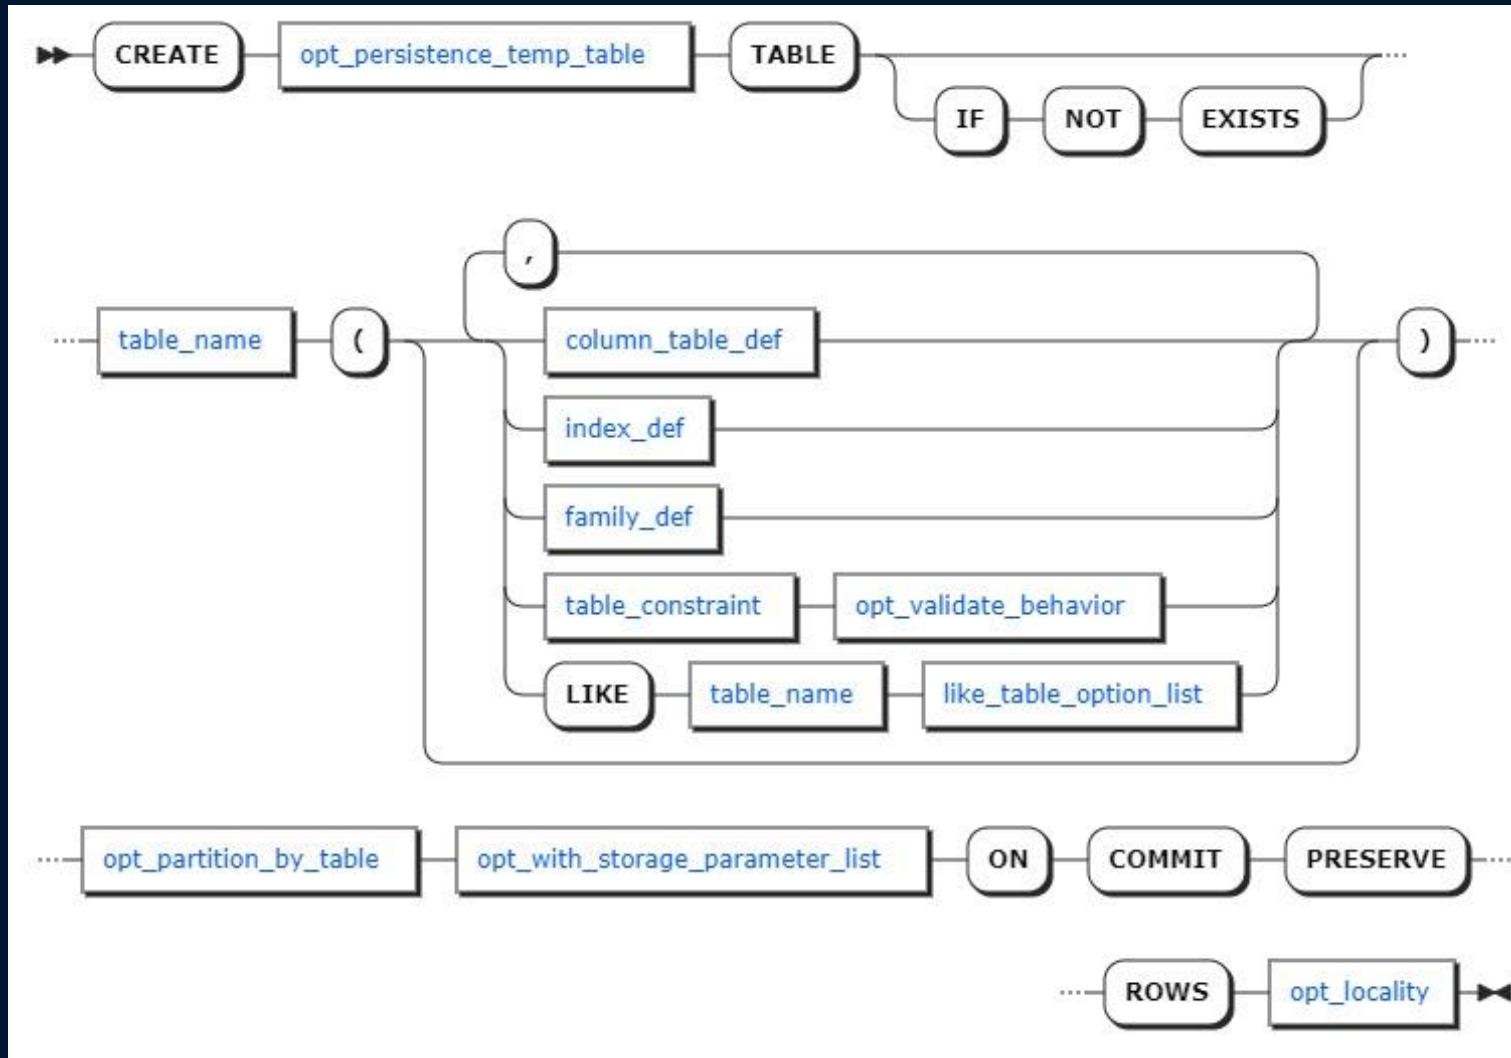 CREATE opt_persistence_temp_table TABLE
IF NOT EXISTS
,
table_name ( column_table_def )
index_def
family_def
table_constraint opt_validate_behavior
LIKE table_name like_table_option_list
opt_partition_by_table opt_with_storage_parameter_list ON COMMIT PRESERVE
ROWS opt_locality